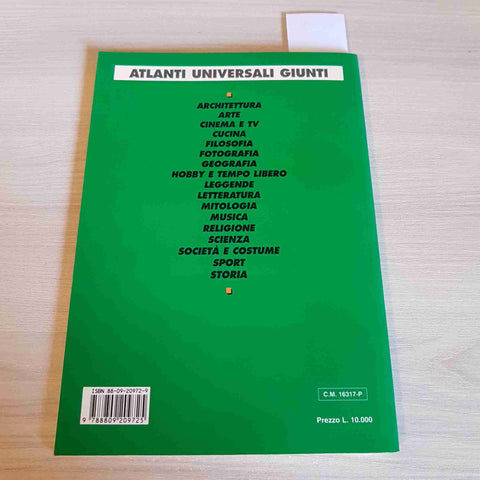 ATLANTI UNIVERSALI GIUNTI
ARCHITETTURA
ARTE
CINEMA E TV
CUCINA
FILOSOFIA
FOTOGRAFIA
GEOGRAFIA
HOBBY E TEMPO LIBERO
LEGGENDE
LETTERATURA
MITOLOGIA
MUSICA
RELIGIONE
SCIENZA
SOCIETÀ E COSTUME
SPORT
STORIA
ISBN 88-09-20972-9
9 788809 209725
C.M. 16317-P
Prezzo L. 10.000